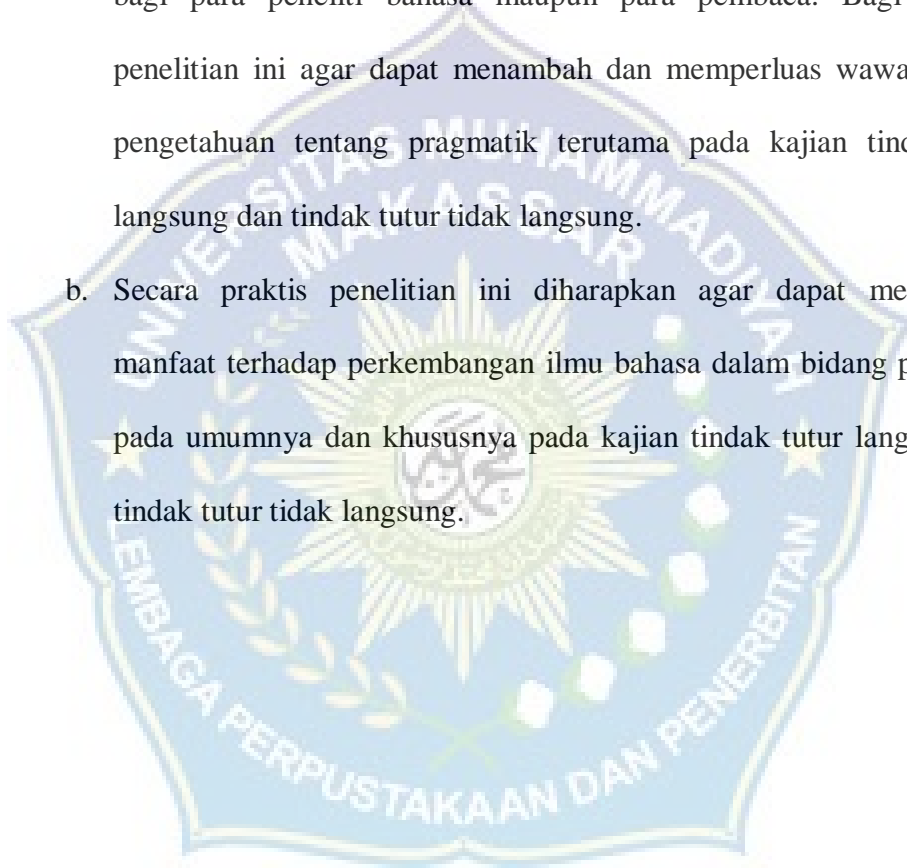 bagi para peneliti bahasa maupun para pembaca. Bagi
penelitian ini agar dapat menambah dan memperluas wawa
pengetahuan tentang pragmatik terutama pada kajian tind
langsung dan tindak tutur tidak langsung.
b. Secara praktis penelitian ini diharapkan agar dapat me
manfaat terhadap perkembangan ilmu bahasa dalam bidang p
pada umumnya dan khususnya pada kajian tindak tutur lang
tindak tutur tidak langsung.
UNIVERSITAS MUHAMMADIYAH
MAKASSAR
LEMBAGA PERPUSTAKAAN DAN PENERBITAN